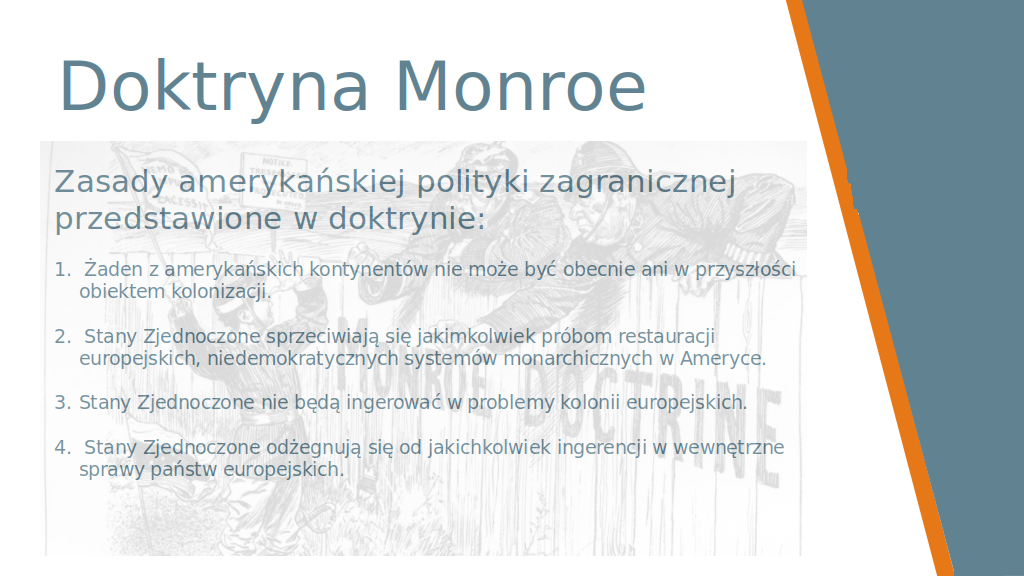 Doktryna Monroe
Zasady amerykańskiej polityki zagranicznej
przedstawione w doktrynie:
1. Żaden z amerykańskich kontynentów nie może być obecnie ani w przyszłości
obiektem kolonizacji.
2. Stany Zjednoczone sprzeciwiają się jakimkolwiek próbom restauracji
europejskich, niedemokratycznych systemów monarchicznych w Ameryce.
3. Stany Zjednoczone nie będą ingerować w problemy kolonii europejskich.
4. Stany Zjednoczone odżegnują się od jakichkolwiek ingerencji w wewnętrzne
sprawy państw europejskich.
NOTICE
MONROE DOCTRINE